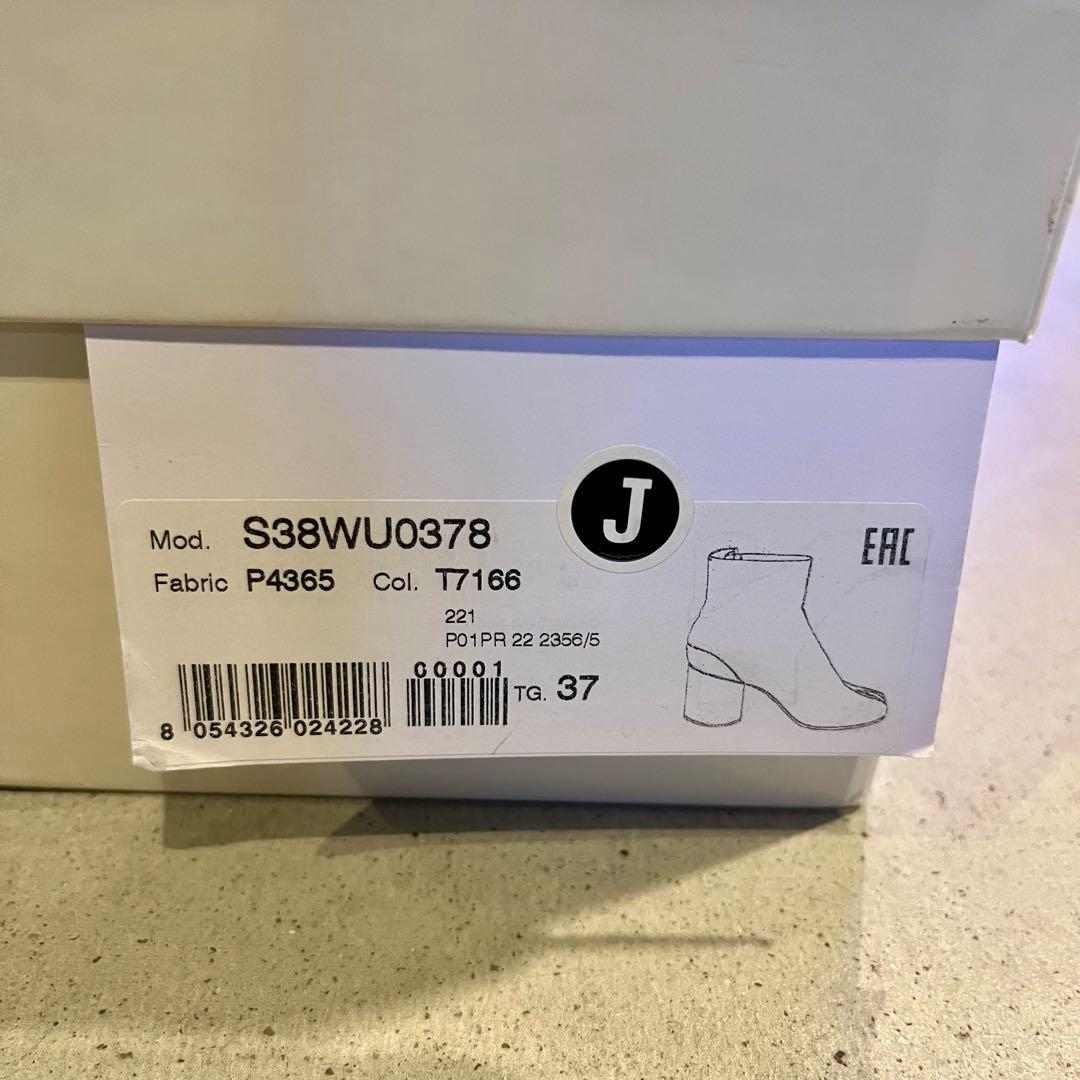 J
Mod. S38WU0378
EAC
Fabric P4365 Col. T7166
221
P01PR 22 2356/5
00001
TG. 37
8 054326 024228